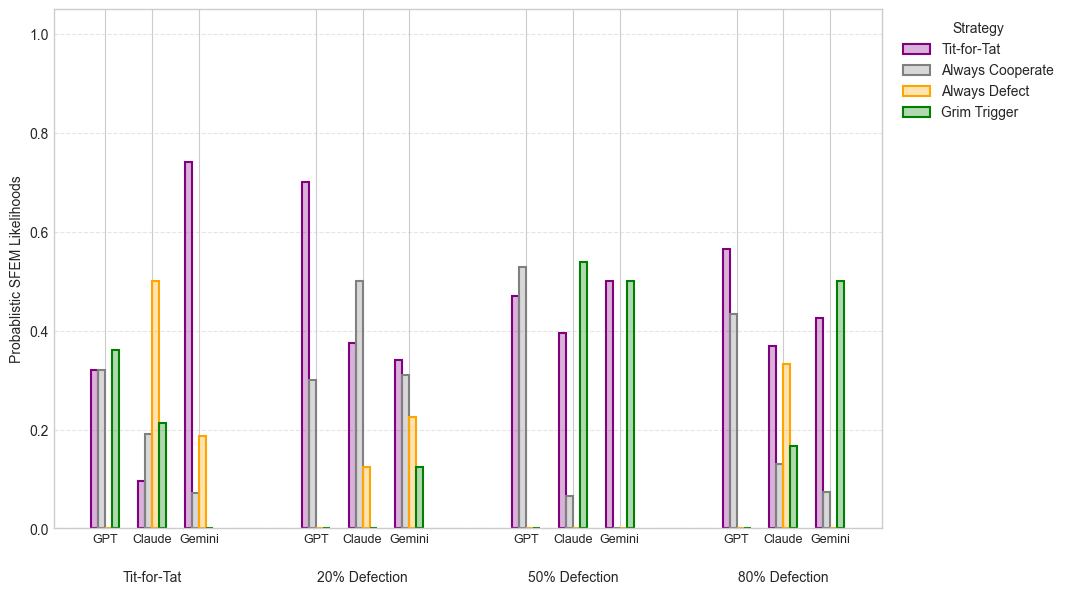 Strategy
Tit-for-Tat
Always Cooperate
Always Defect
Grim Trigger
Probablistic SFEM Likelihoods
1.0
0.8
0.6
0.4
0.2
0.0
GPT Claude Gemini GPT Claude Gemini GPT Claude Gemini GPT Claude Gemini
Tit-for-Tat 20% Defection 50% Defection 80% Defection